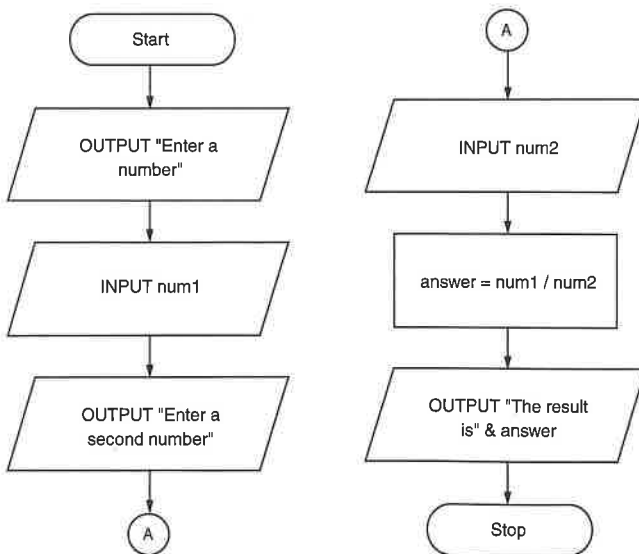 Start
OUTPUT "Enter a
number"
INPUT num1
OUTPUT "Enter a
second number"
A
A
INPUT num2
answer = num1 / num2
OUTPUT "The result
is" & answer
Stop